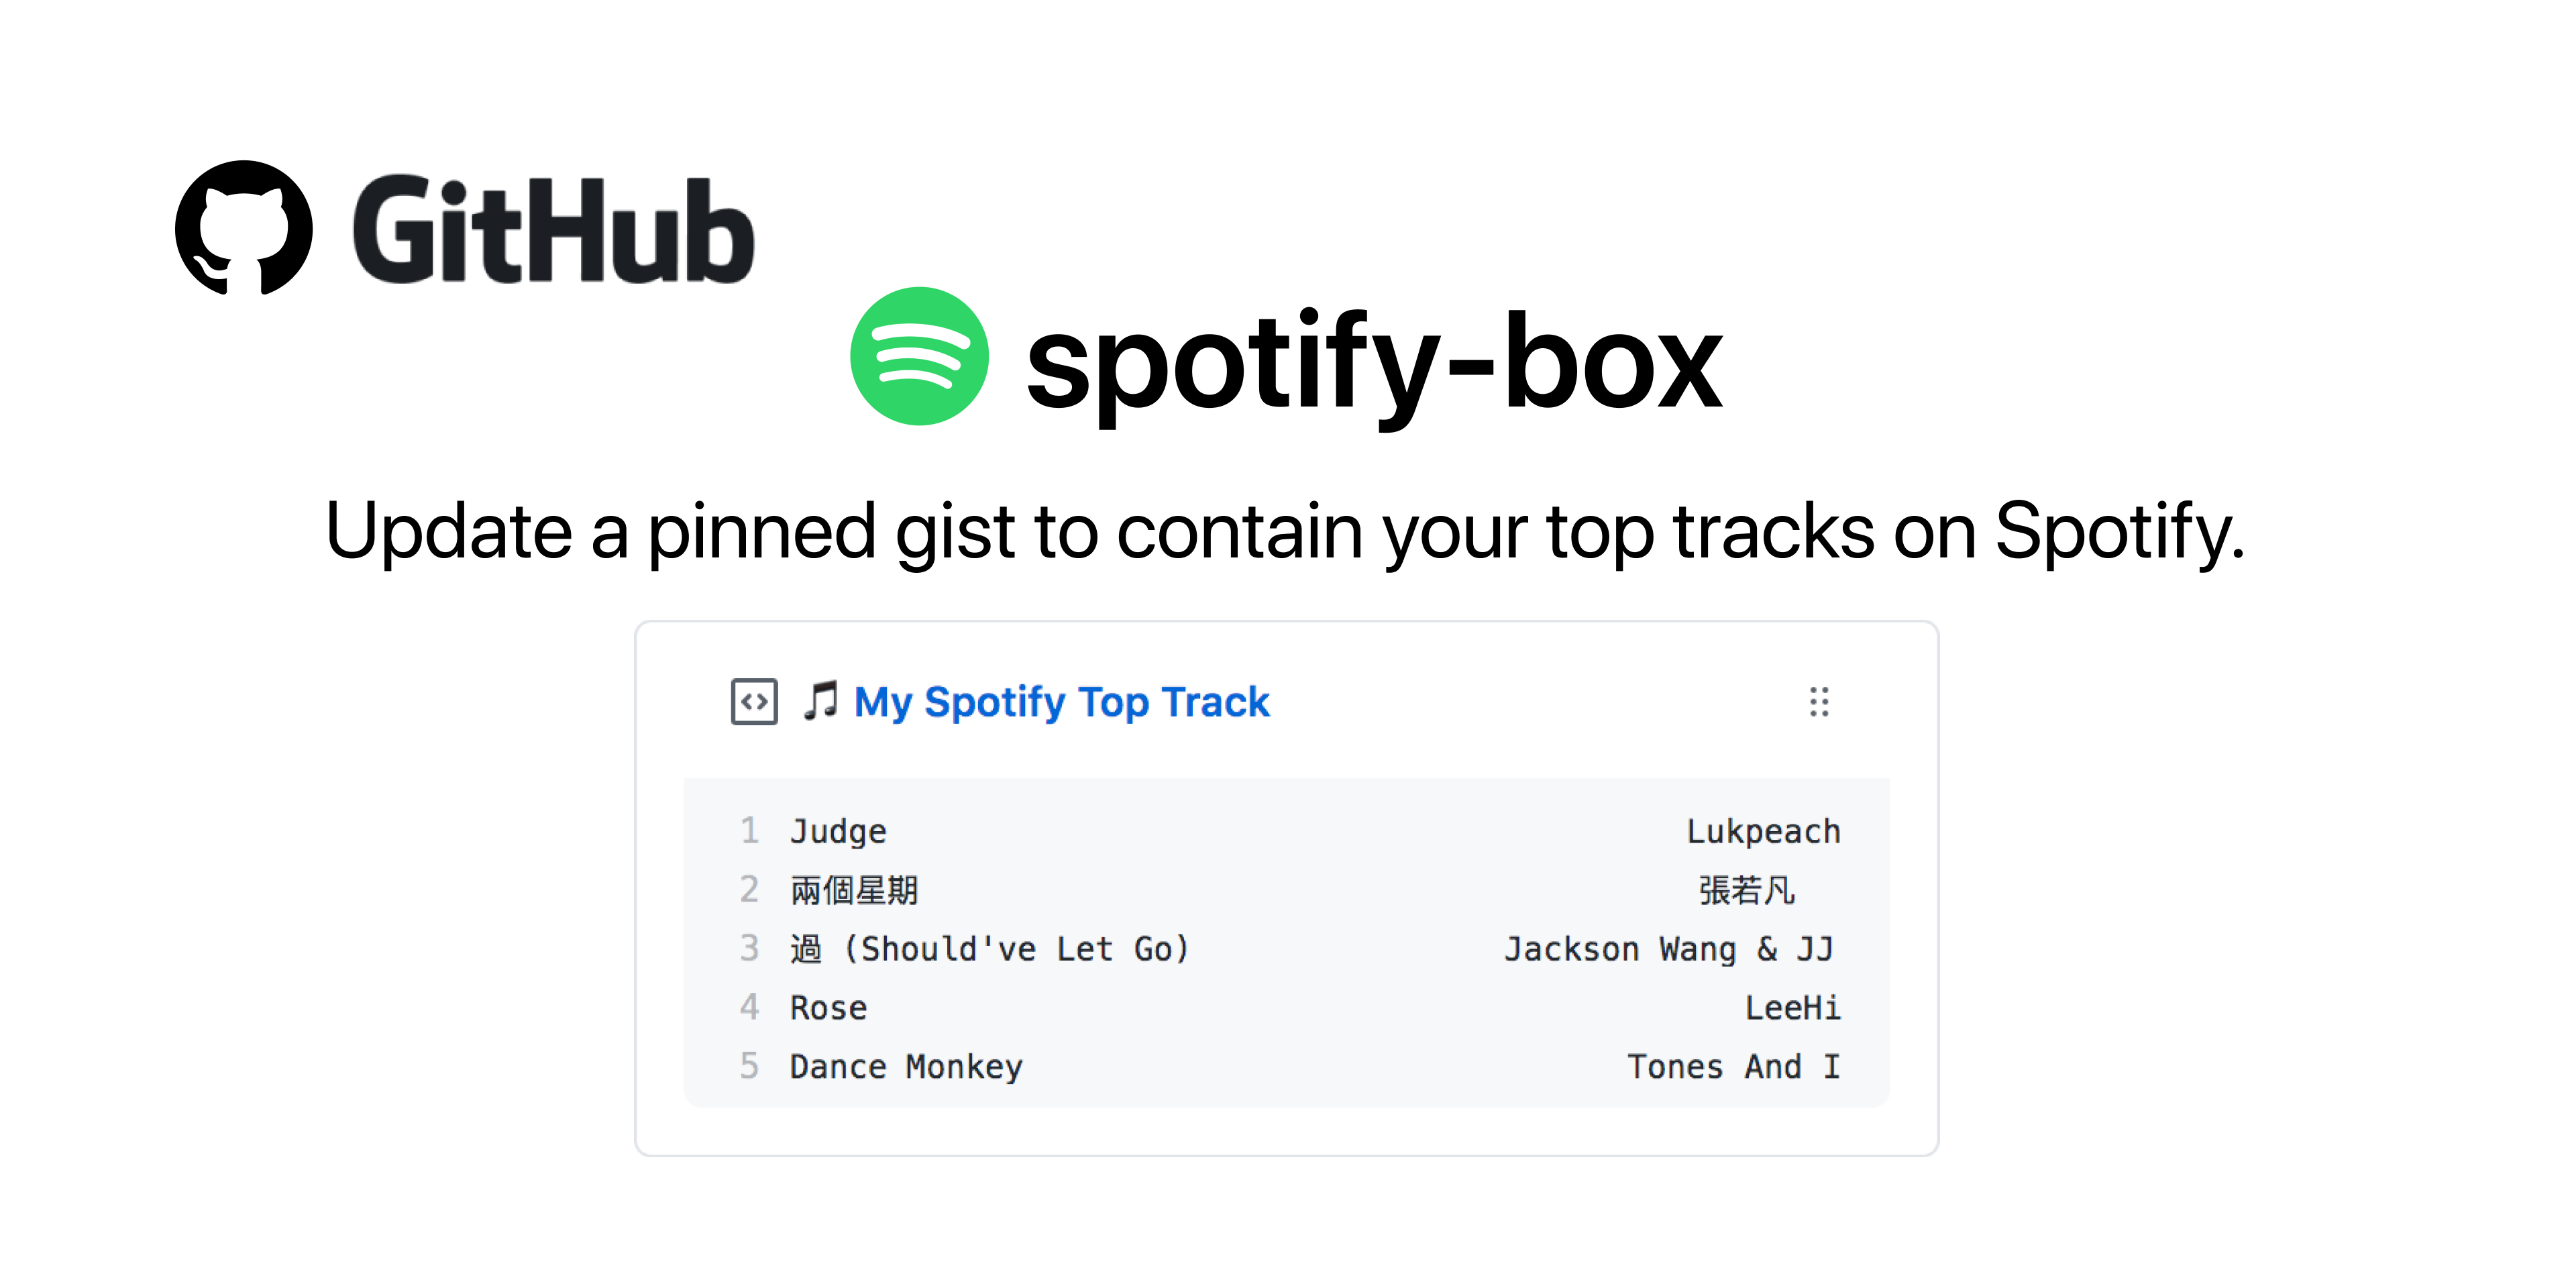 GitHub
spotify-box
Update a pinned gist to contain your top tracks on Spotify.
My Spotify Top Track
1 Judge Lukpeach
2 兩個星期 張若凡
3 過 (Should've Let Go) Jackson Wang & JJ
4 Rose LeeHi
5 Dance Monkey Tones And I